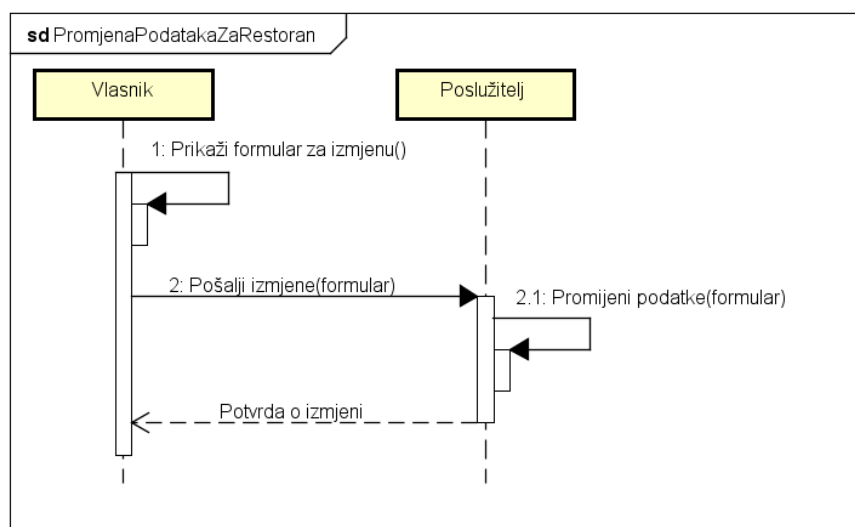 sd PromjenaPodatakaZaRestoran
Vlasnik
Poslužitelj
1: Prikaži formular za izmjenu()
2: Pošalji izmjene(formular)
2.1: Promijeni podatke(formular)
Potvrda o izmjeni